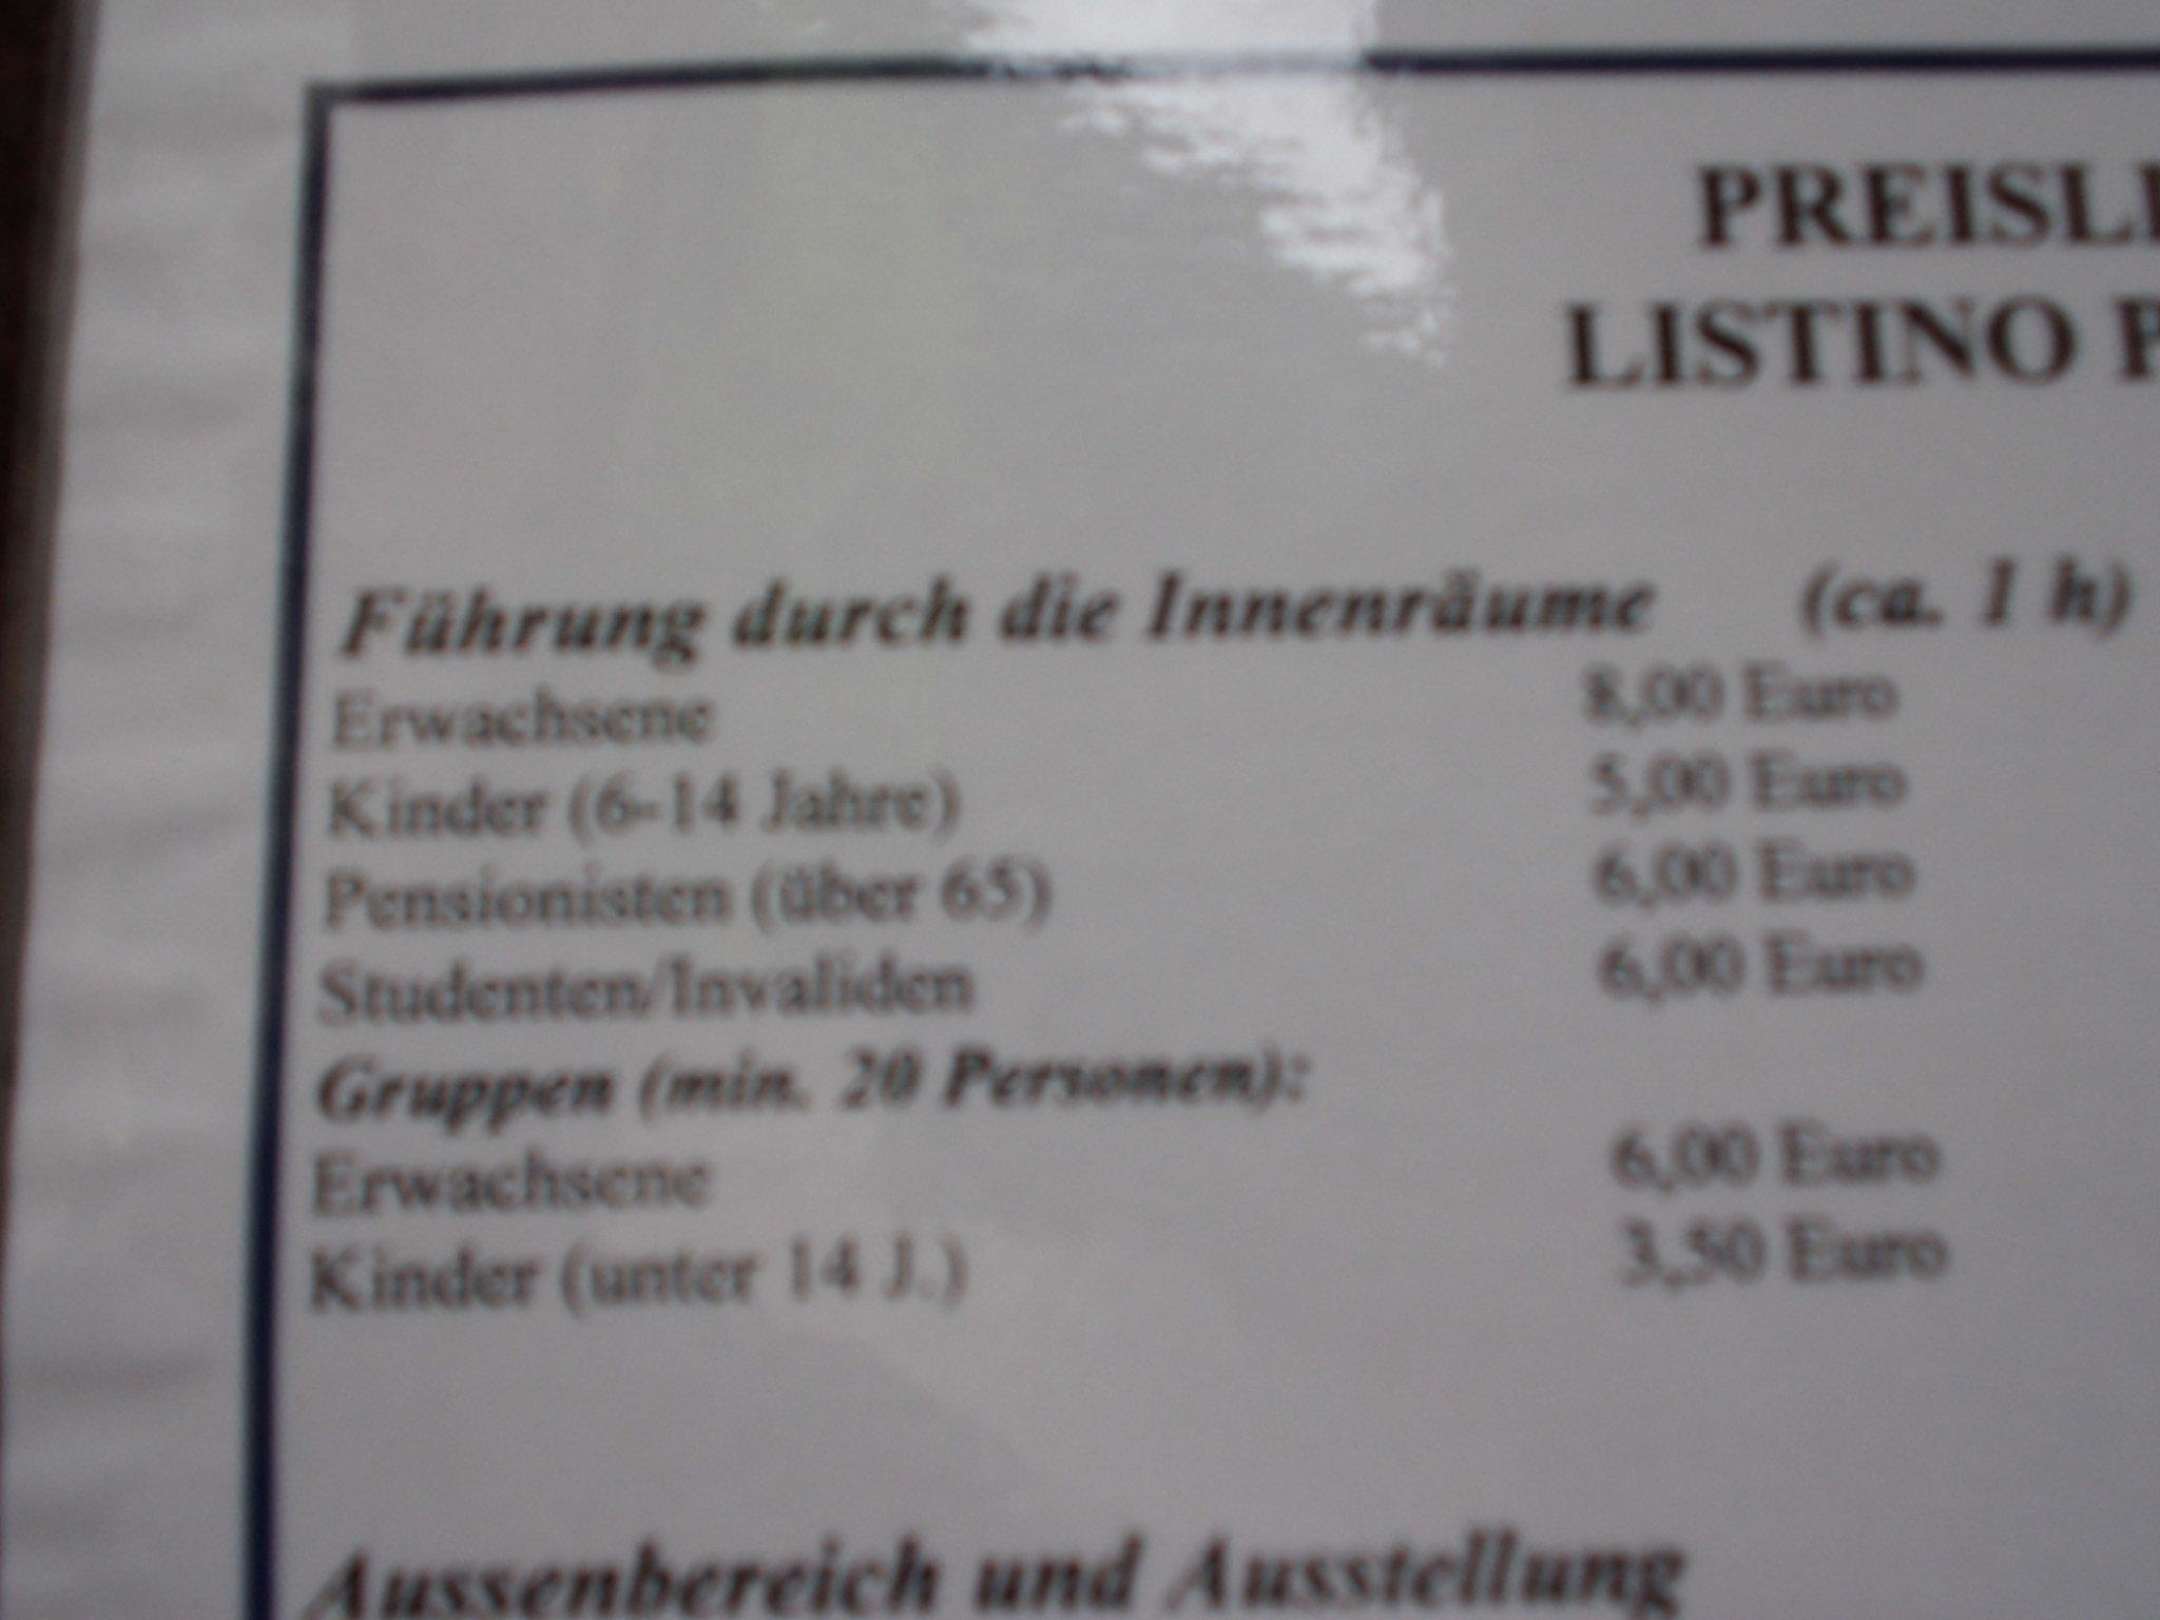 PREISLI
LISTINO P
Führung durch die Innenräume (ca. 1 h)
Erwachsene 8,00 Euro
Kinder (6-14 Jahre) 5,00 Euro
Pensionisten (über 65) 6,00 Euro
Studenten/Invaliden 6,00 Euro
Gruppen (min. 20 Personen):
Erwachsene 6,00 Euro
Kinder (unter 14 J.) 3,50 Euro
Aussenbereich und Ausstellung